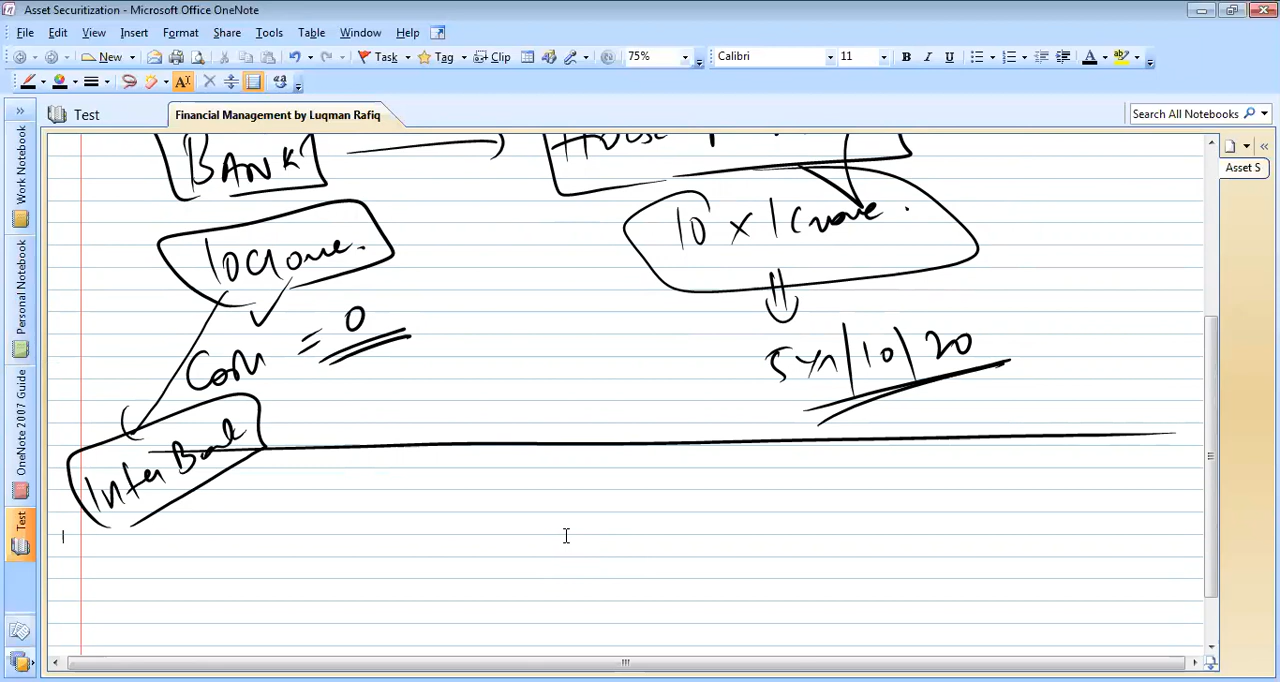 Asset Securitization - Microsoft Office OneNote
File Edit View Insert Format Share Tools Table Window Help
New Task Tag Clip 75% Calibri 11 B I U
Test
Financial Management by Luqman Rafiq
Search All Notebooks
Asset S
Work Notebook
Personal Notebook
OneNote 2007 Guide
Test
BANK
House
10 Crore.
10 x 1 Crore.
Cash = 0
5 yr | 10 | 20
Inter Bank